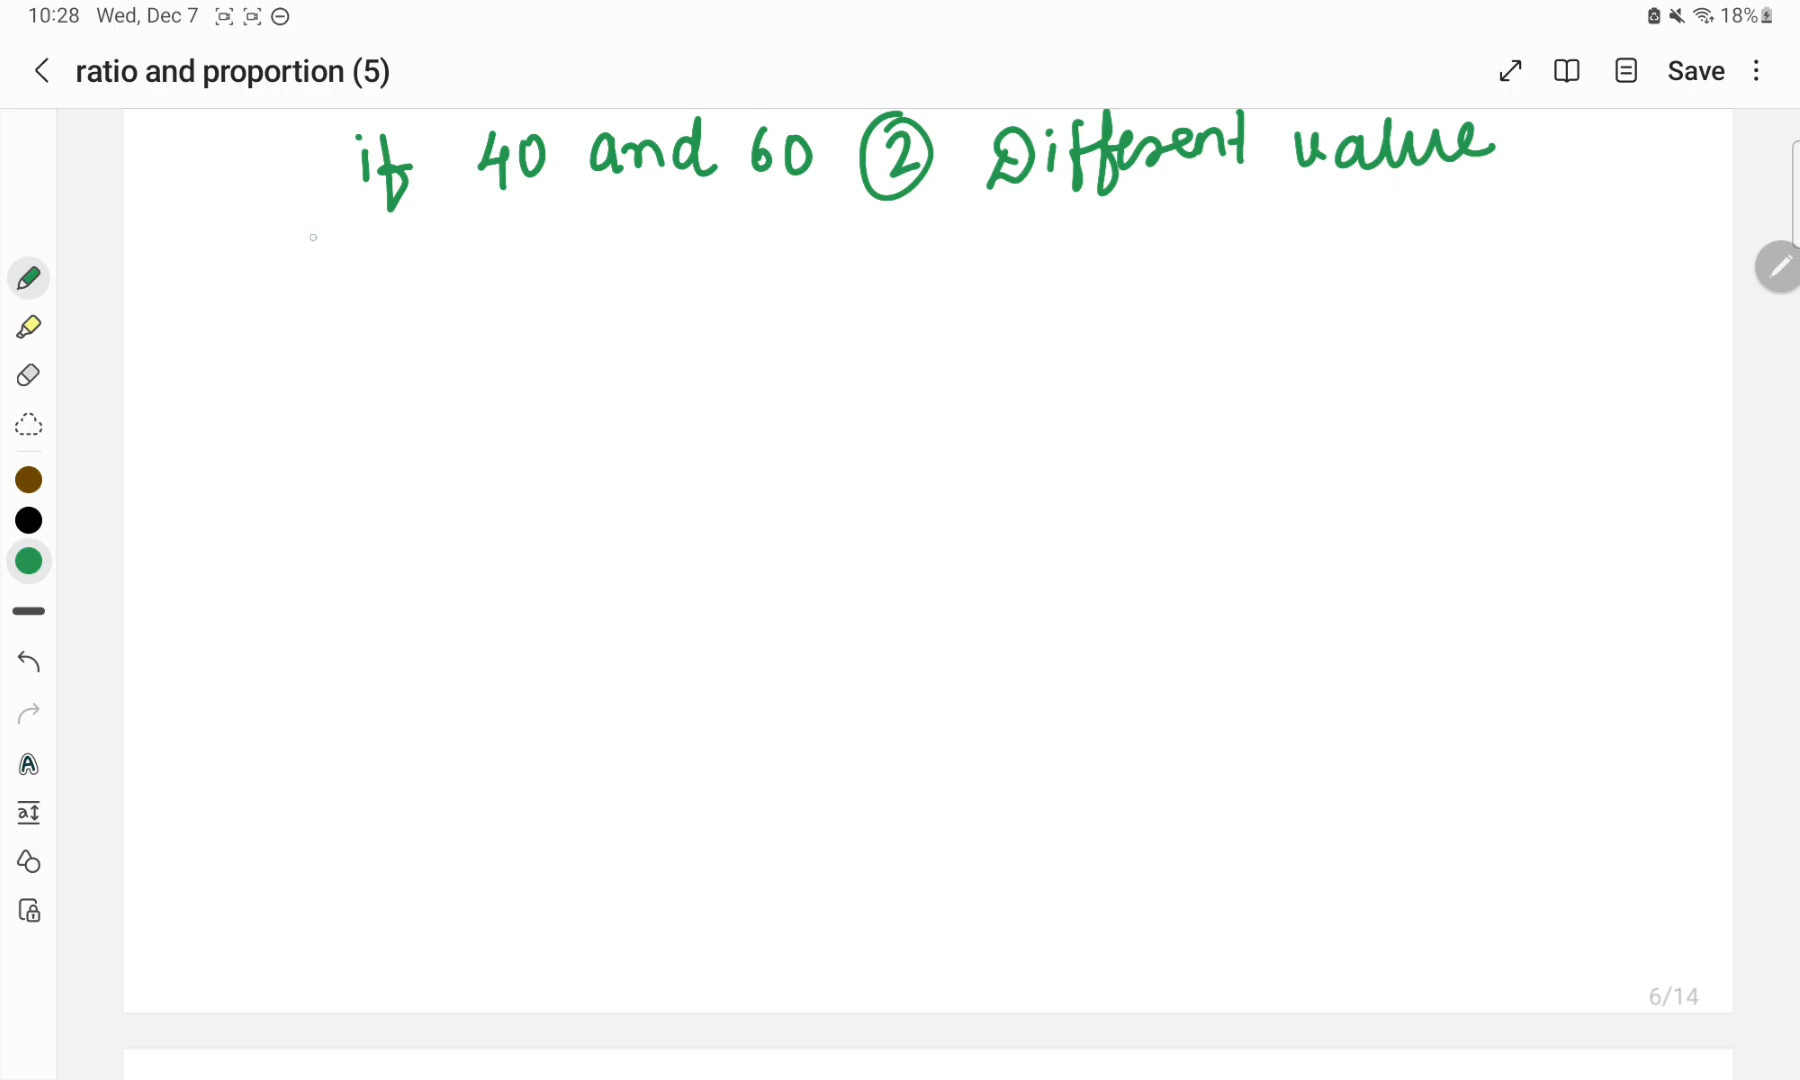 10:28 Wed, Dec 7 18%
ratio and proportion (5) Save
if 40 and 60 2 Different value
A
a
6/14